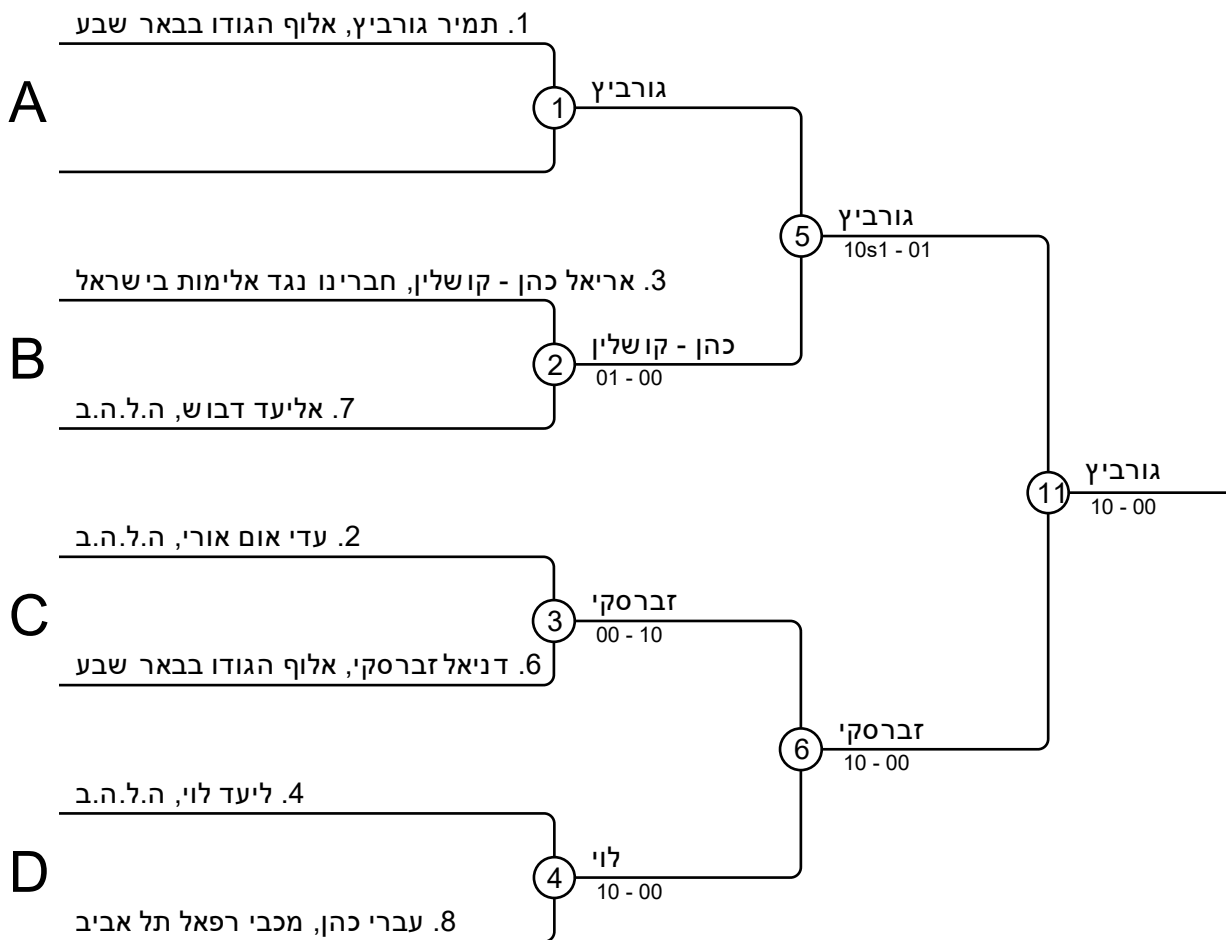 1. תמיר גורביץ, אלוף הגודו בבאר שבע
A
1
גורביץ
5
גורביץ
10s1 - 01
3. אריאל כהן - קושלין, חברינו נגד אלימות בישראל
B
2
כהן - קושלין
01 - 00
7. אליעד דבוש, ה.ל.ה.ב
11
גורביץ
10 - 00
2. עדי אום אורי, ה.ל.ה.ב
C
3
זברסקי
00 - 10
6. דניאל זברסקי, אלוף הגודו בבאר שבע
6
זברסקי
10 - 00
4. ליעד לוי, ה.ל.ה.ב
D
4
לוי
10 - 00
8. עברי כהן, מכבי רפאל תל אביב